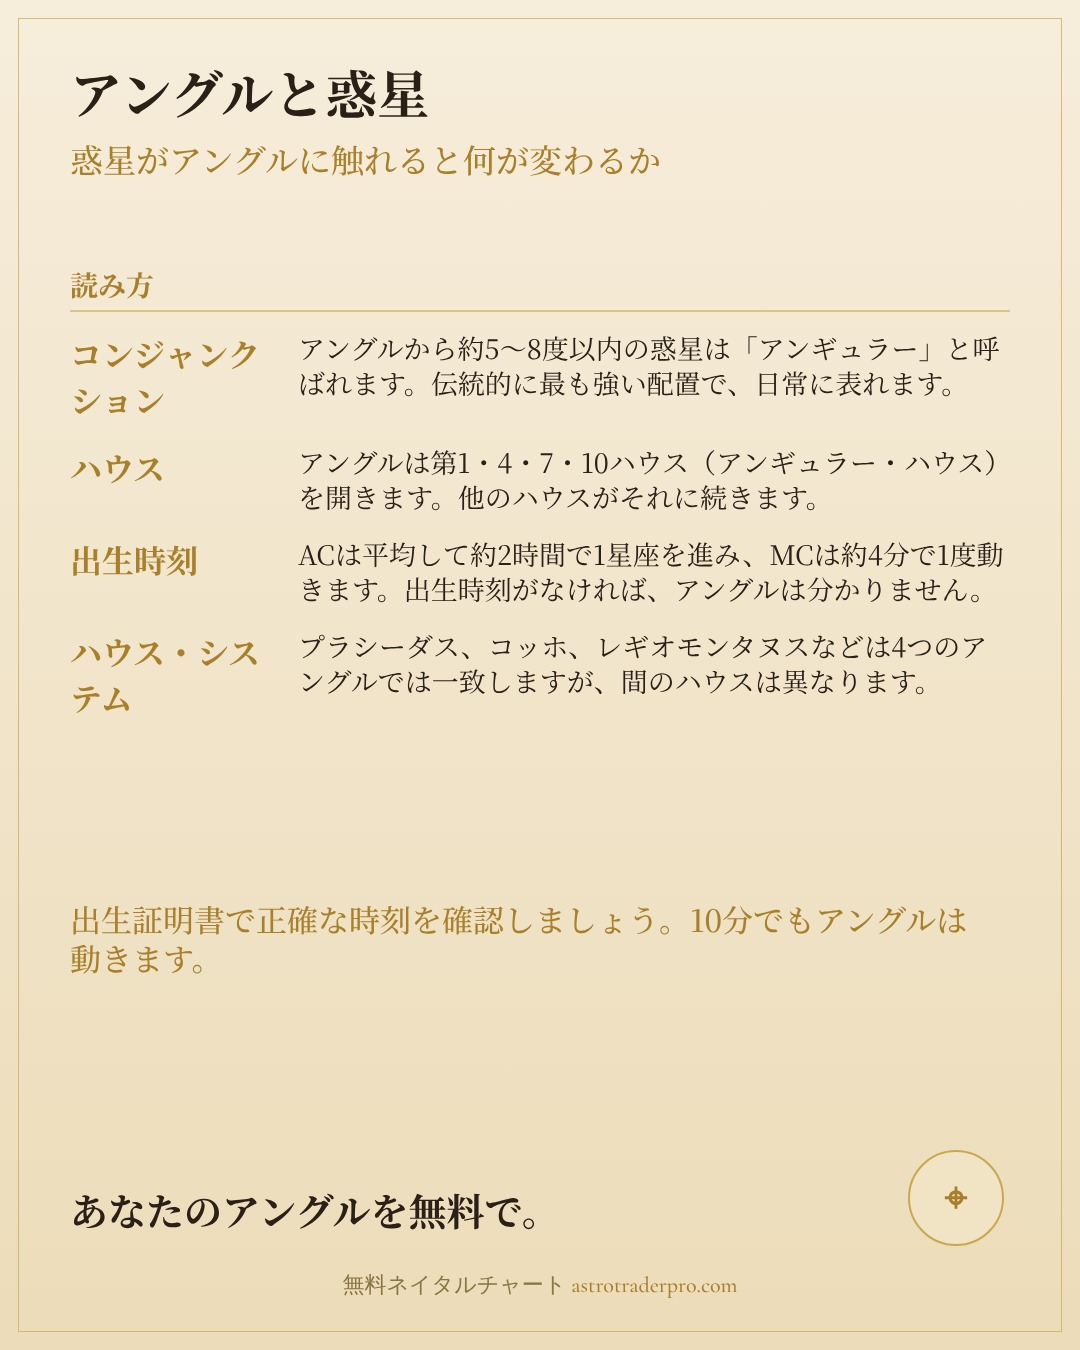 アングルと惑星
惑星がアングルに触れると何が変わるか
読み方
コンジャンク
ション
アングルから約5〜8度以内の惑星は「アンギュラー」と呼
ばれます。伝統的に最も強い配置で、日常に表れます。
ハウス
アングルは第1・4・7・10ハウス（アンギュラー・ハウス）
を開きます。他のハウスがそれに続きます。
出生時刻
ACは平均して約2時間で1星座を進み、MCは約4分で1度動
きます。出生時刻がなければ、アングルは分かりません。
ハウス・シス
テム
プラシーダス、コッホ、レギオモンタヌスなどは4つのア
ングルでは一致しますが、間のハウスは異なります。
出生証明書で正確な時刻を確認しましょう。10分でもアングルは
動きます。
あなたのアングルを無料で。
無料ネイタルチャート astrotraderpro.com